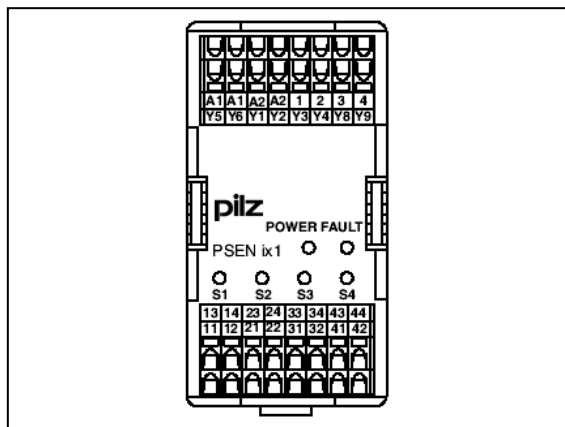 A1 A1 A2 A2 1 2 3 4
Y5 Y6 Y1 Y2 Y3 Y4 Y8 Y9
pilz
POWER FAULT
PSEN ix1
S1 S2 S3 S4
13 14 23 24 33 34 43 44
11 12 21 22 31 32 41 42